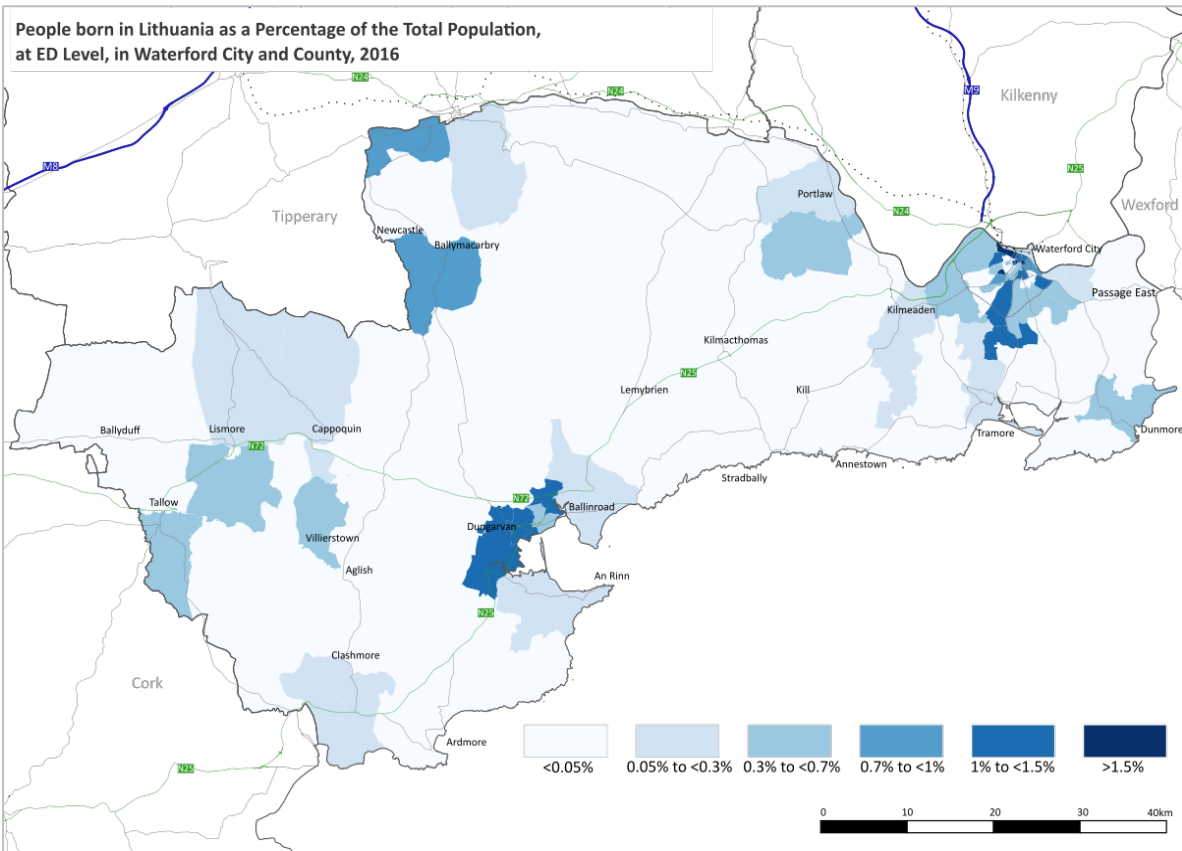 People born in Lithuania as a Percentage of the Total Population,
at ED Level, in Waterford City and County, 2016
N24
N24
M9
Kilkenny
M8
N25
Portlaw
Wexford
Tipperary
N24
Newcastle
Ballymacarbry
Waterford City
Passage East
Kilmeaden
Kilmacthomas
N25
Lemybrien
Kill
Ballyduff
Lismore
Cappoquin
N72
Tramore
Dunmore
Annestown
Stradbally
Tallow
N72
Ballinroad
Dungarvan
Villierstown
Aglish
An Rinn
N25
Clashmore
Cork
Ardmore
N25
<0.05%
0.05% to <0.3%
0.3% to <0.7%
0.7% to <1%
1% to <1.5%
>1.5%
0 10 20 30 40km